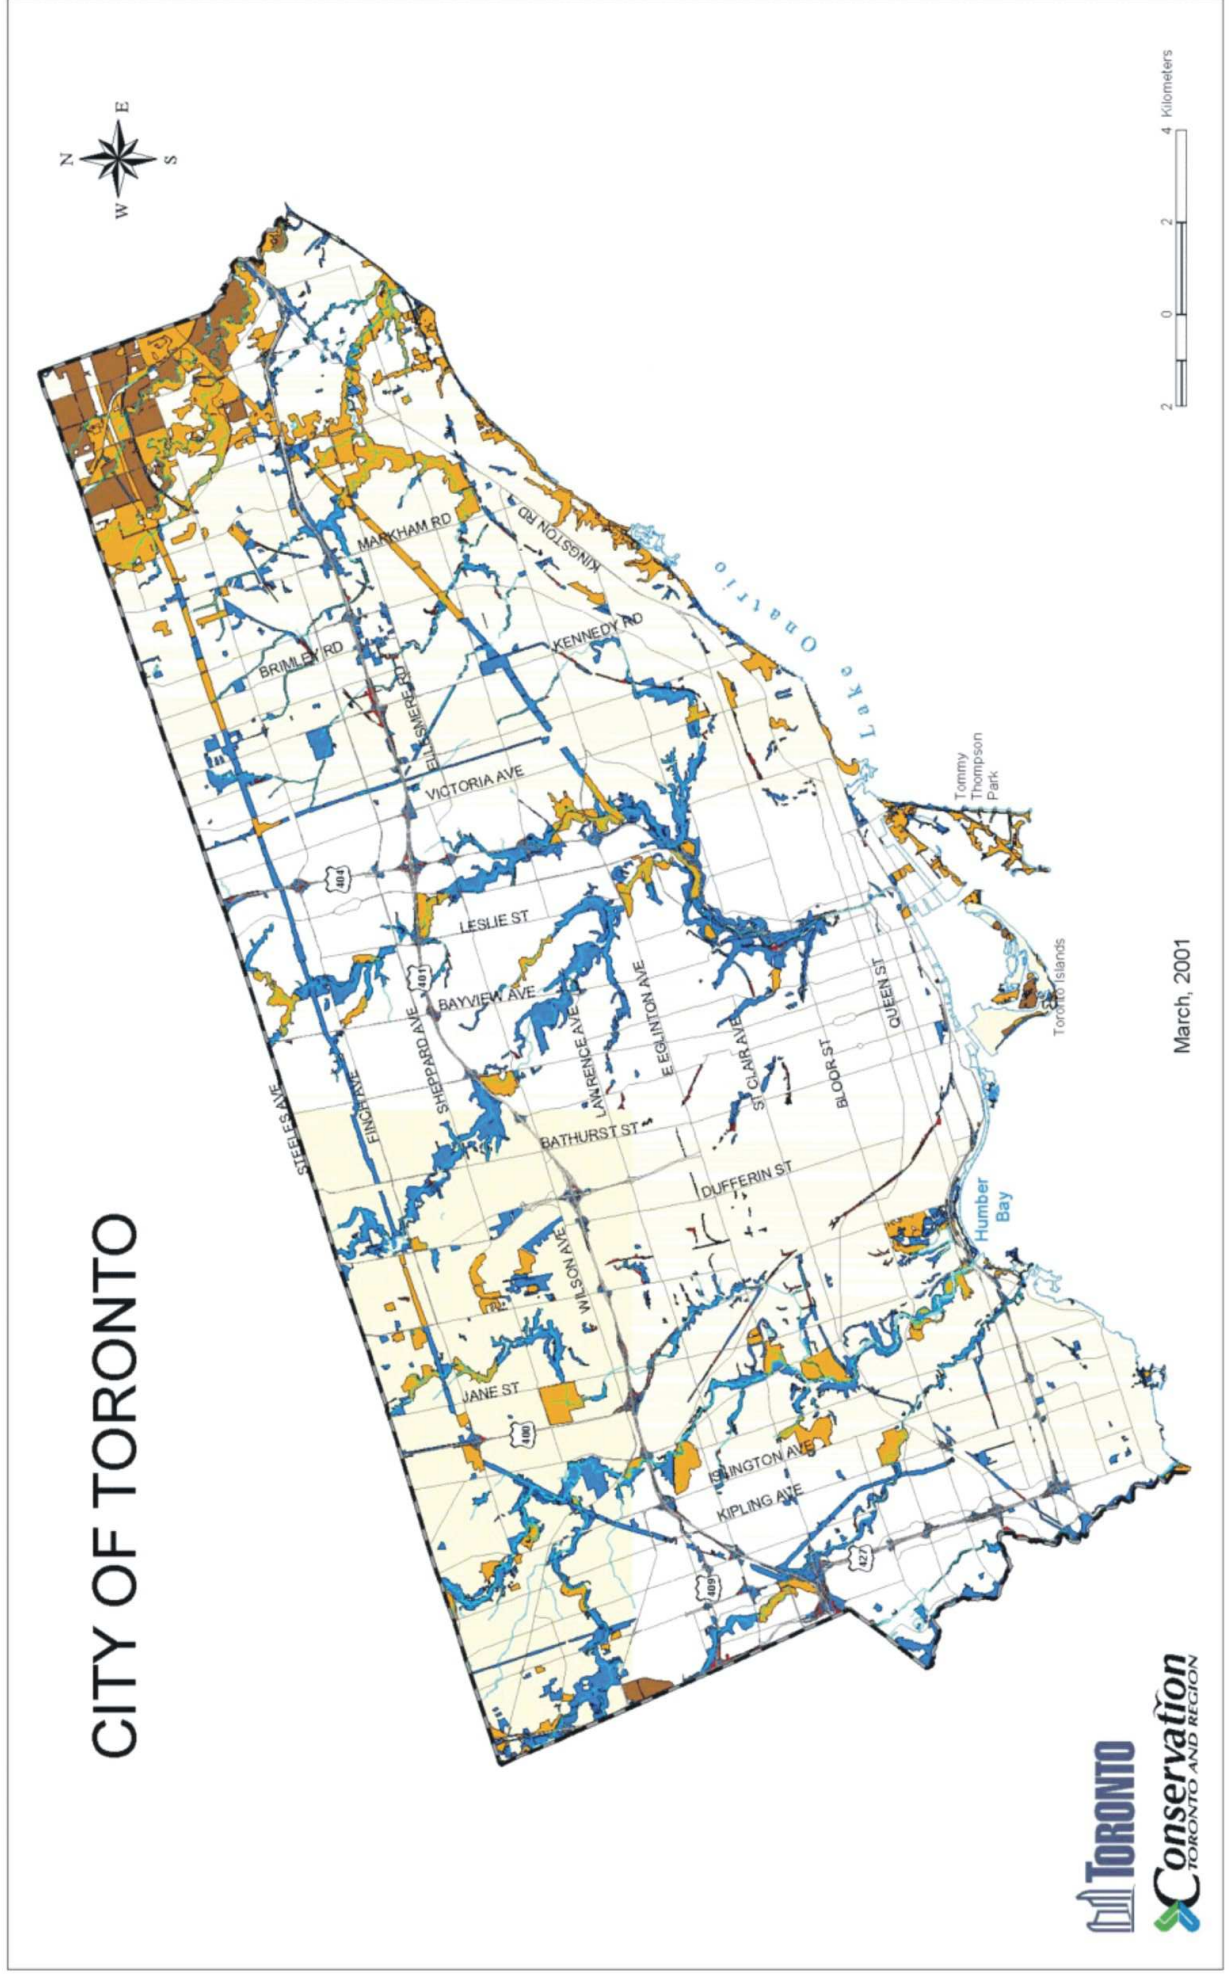 CITY OF TORONTO
N
W
E
S
STEELES AVE
FINCH AVE
SHEPPARD AVE
404
401
LESLIE ST
BAYVIEW AVE
BATHURST ST
LAWRENCE AVE
E EGLINTON AVE
ST CLAIR AVE
BLOOR ST
QUEEN ST
DUFFERIN ST
WILSON AVE
JANE ST
400
ISLINGTON AVE
KIPLING AVE
409
427
BRIMLEY RD
ELLESMERE RD
VICTORIA AVE
MARKHAM RD
KENNEDY RD
KINGSTON RD
Lake Onatrio
Tommy
Thompson
Park
Toronto Islands
Humber
Bay
March, 2001
2
0
2
4
Kilometers
TORONTO
Conservation
TORONTO AND REGION